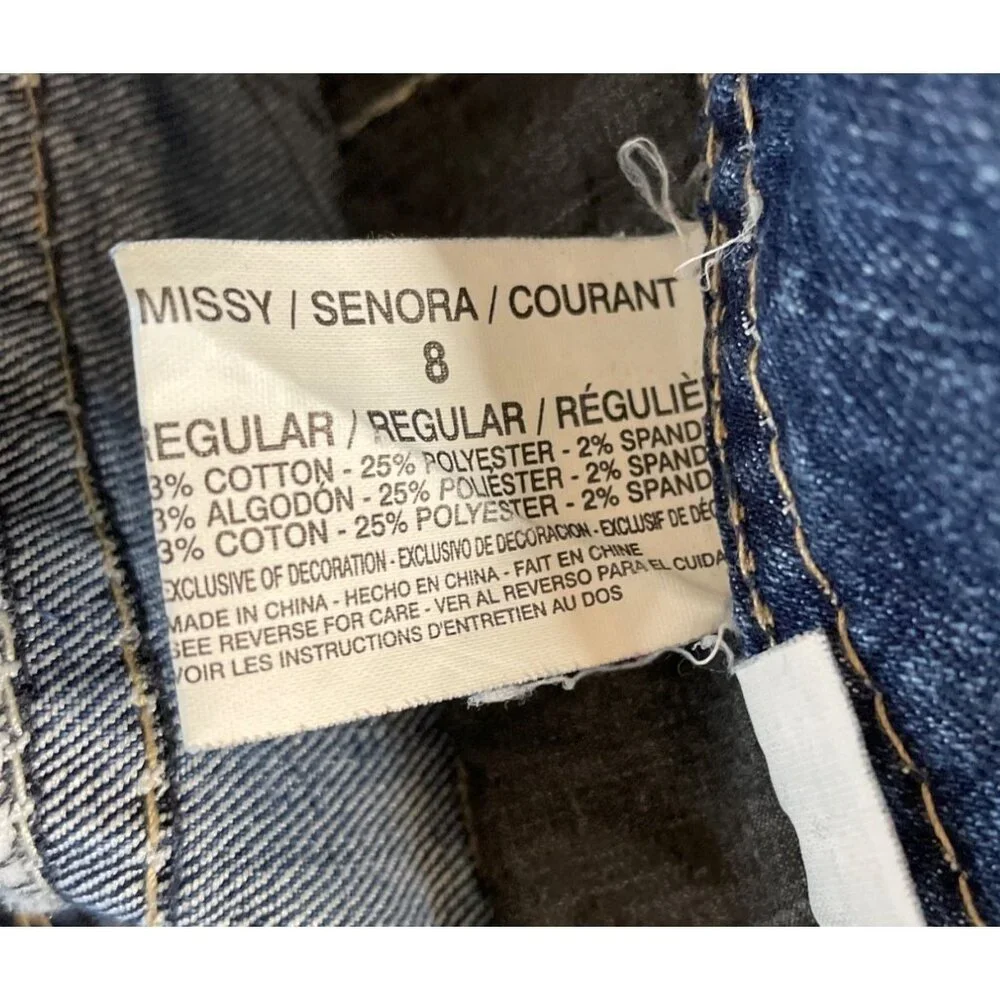 MISSY / SENORA / COURANT
8
REGULAR / REGULAR / RÉGULIÈ
3% COTTON - 25% POLYESTER - 2% SPAND
3% ALGODÓN - 25% POLIÉSTER - 2% SPAND
3% COTON - 25% POLYESTER - 2% SPAND
EXCLUSIVE OF DECORATION - EXCLUSIVO DE DECORACION - EXCLUSIF DE DÉC
MADE IN CHINA - HECHO EN CHINA - FAIT EN CHINE
SEE REVERSE FOR CARE - VER AL REVERSO PARA EL CUIDA
VOIR LES INSTRUCTIONS D'ENTRETIEN AU DOS